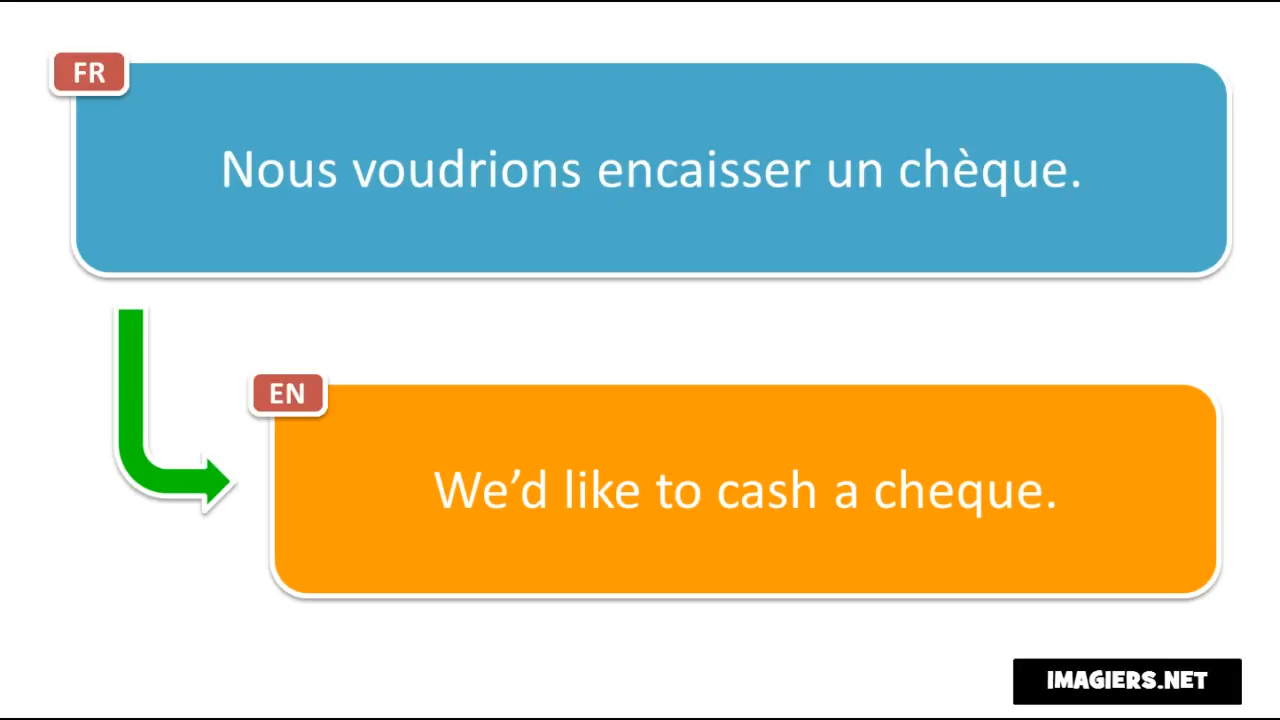 FR
Nous voudrions encaisser un chèque.
EN
We’d like to cash a cheque.
IMAGIERS.NET